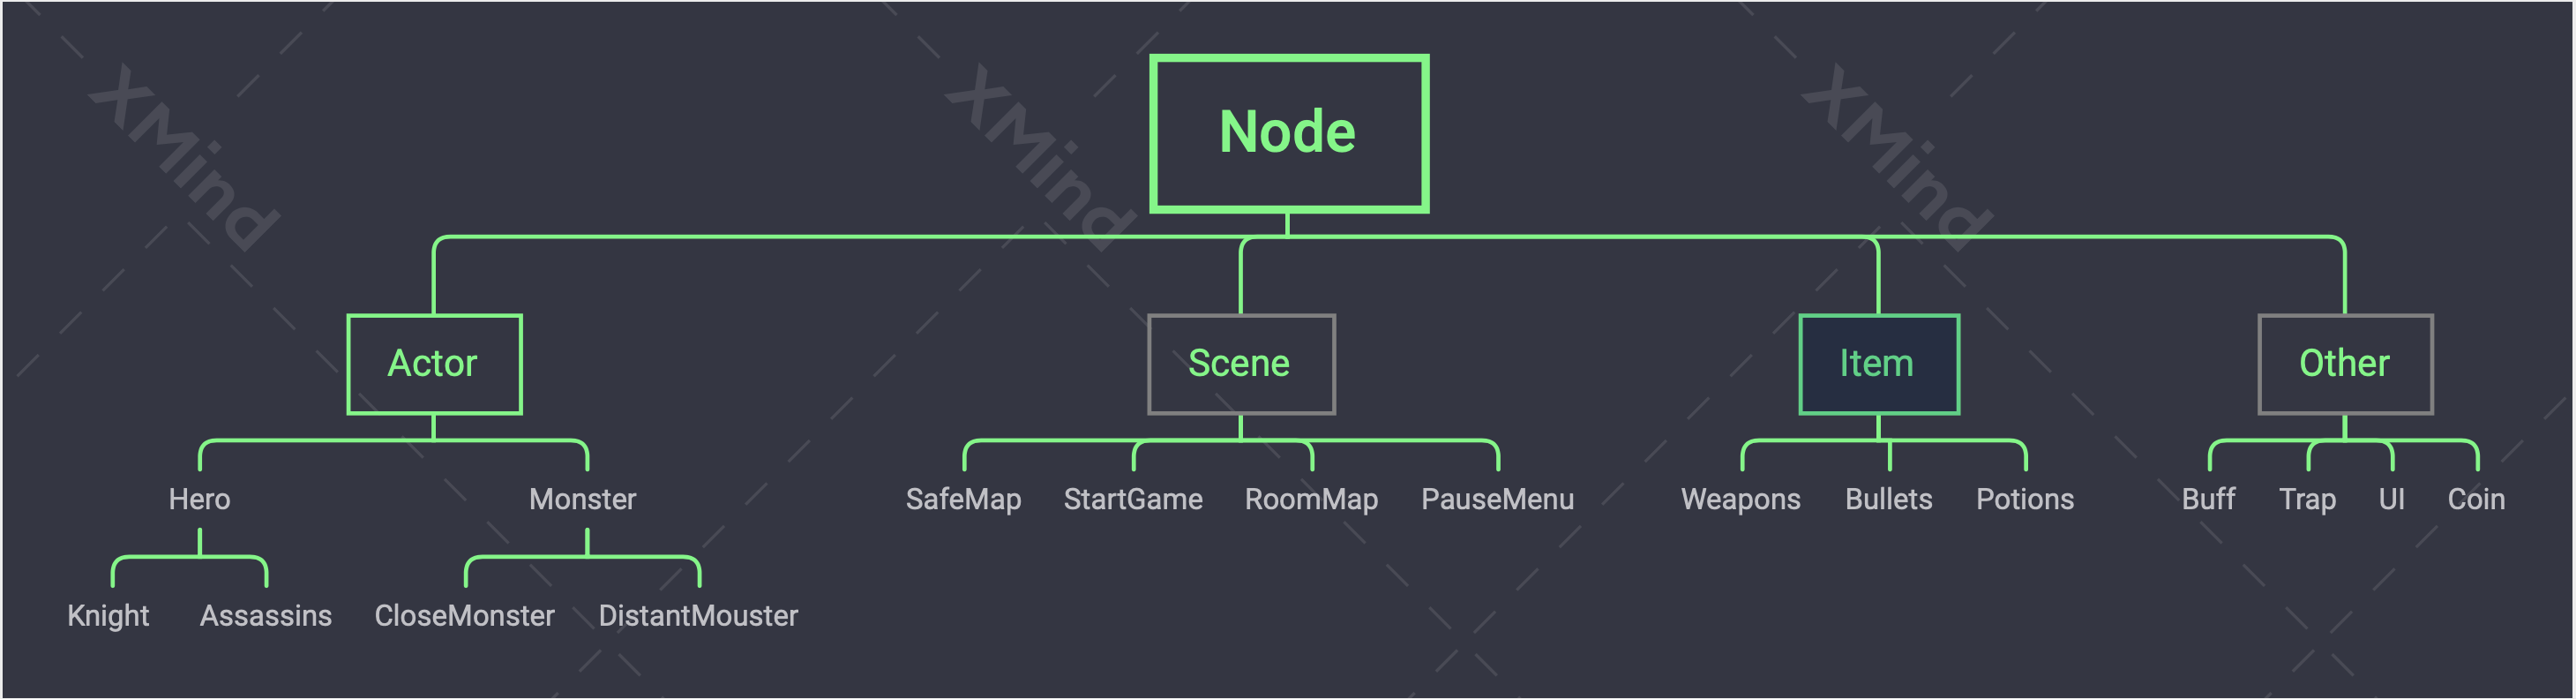 XMind XMind XMind
Node
Actor Scene Item Other
Hero Monster SafeMap StartGame RoomMap PauseMenu Weapons Bullets Potions Buff Trap UI Coin
Knight Assassins CloseMonster DistantMouster